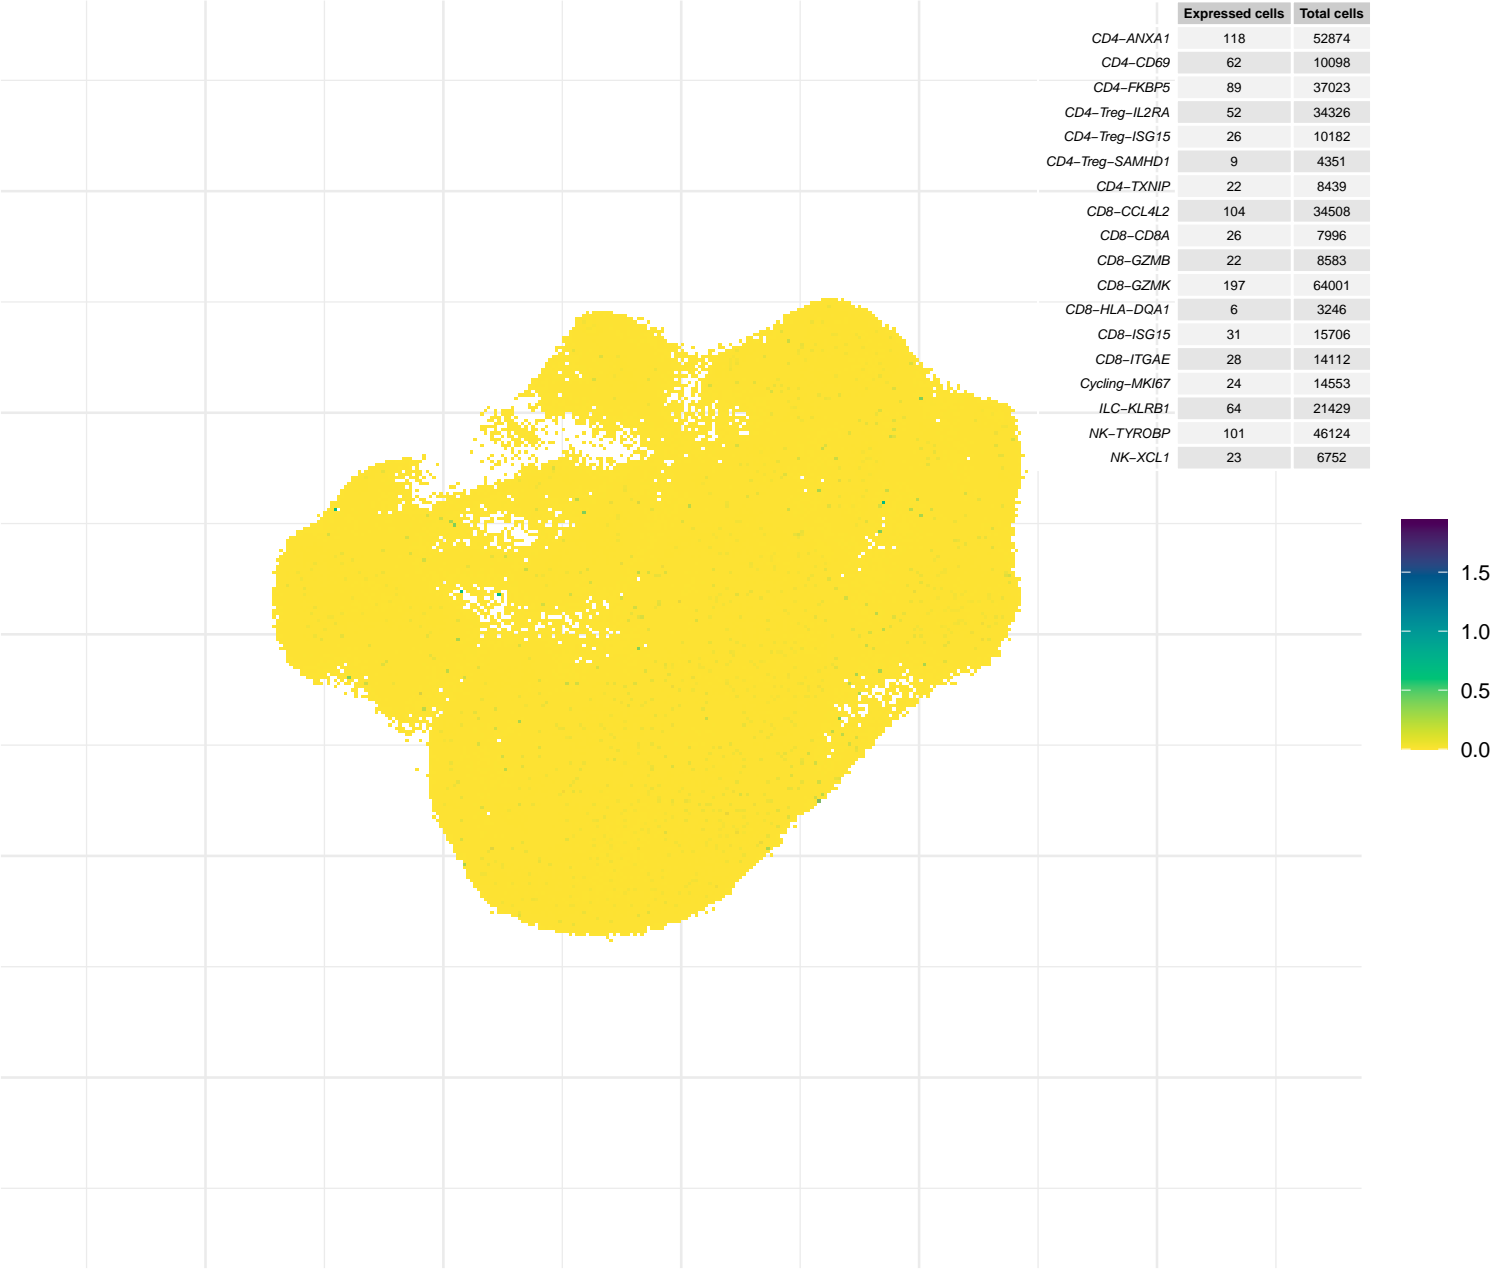 Expressed cells Total cells
CD4−ANXA1 118 52874
CD4−CD69 62 10098
CD4−FKBP5 89 37023
CD4−Treg−IL2RA 52 34326
CD4−Treg−ISG15 26 10182
CD4−Treg−SAMHD1 9 4351
CD4−TXNIP 22 8439
CD8−CCL4L2 104 34508
CD8−CD8A 26 7996
CD8−GZMB 22 8583
CD8−GZMK 197 64001
CD8−HLA−DQA1 6 3246
CD8−ISG15 31 15706
CD8−ITGAE 28 14112
Cycling−MKI67 24 14553
ILC−KLRB1 64 21429
NK−TYROBP 101 46124
NK−XCL1 23 6752
1.5
1.0
0.5
0.0